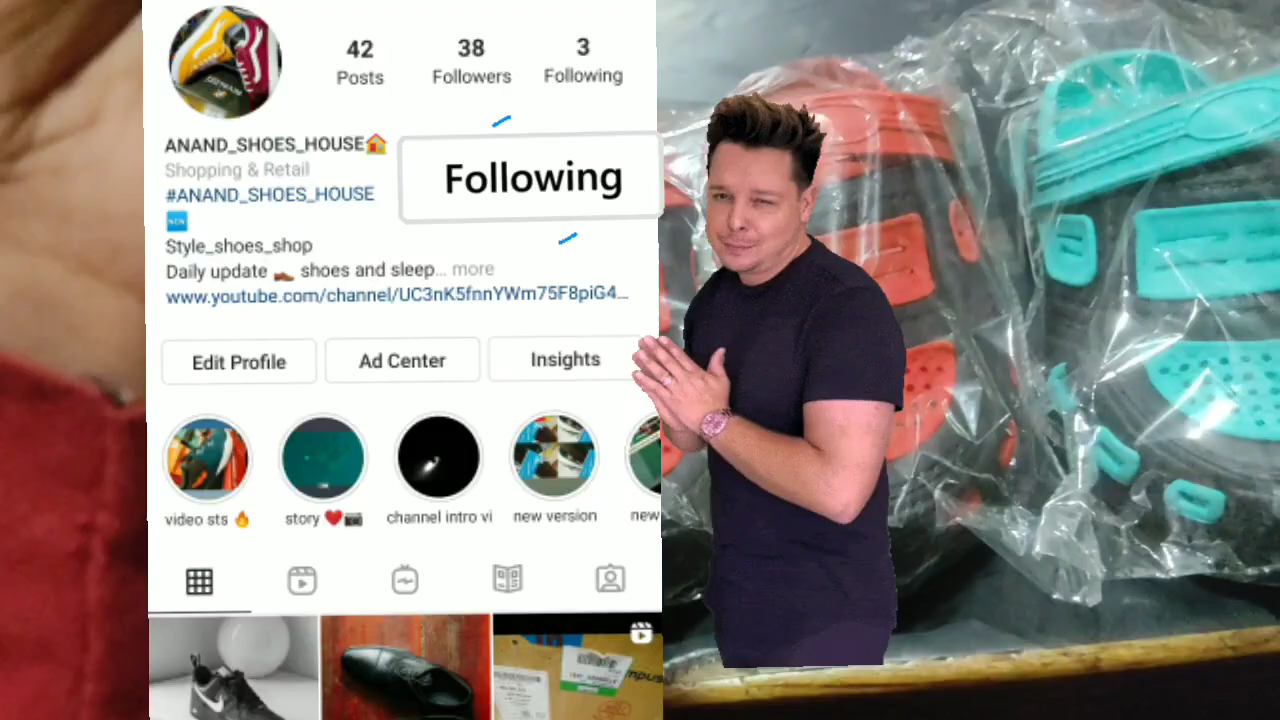 42 38 3
Posts Followers Following
ANAND_SHOES_HOUSE🏠
Shopping & Retail
#ANAND_SHOES_HOUSE
🆕
Following
Style_shoes_shop
Daily update 👞 shoes and sleep... more
www.youtube.com/channel/UC3nK5fnnYWm75F8piG4...
Edit Profile Ad Center Insights
video sts 🔥 story ❤️📷 channel intro vi new version new